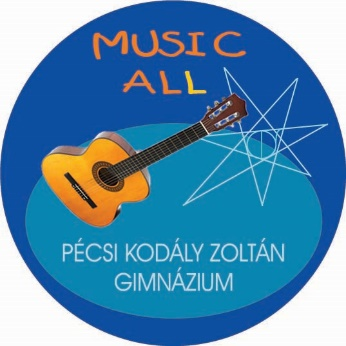 MUSIC
ALL
PÉCSI KODÁLY ZOLTÁN
GIMNÁZIUM